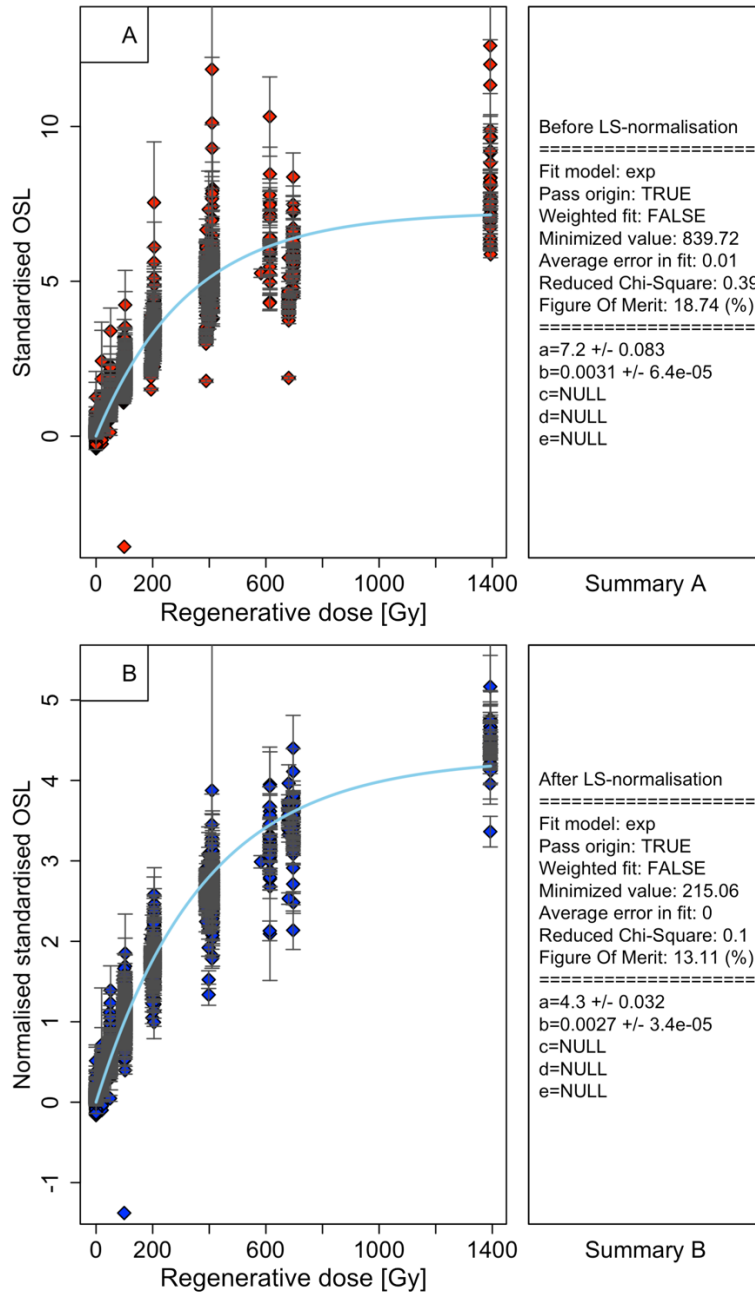 A
10
5
0
Standardised OSL
0
200
600
1000
1400
Regenerative dose [Gy]
Before LS-normalisation
=======================
Fit model: exp
Pass origin: TRUE
Weighted fit: FALSE
Minimized value: 839.72
Average error in fit: 0.01
Reduced Chi-Square: 0.39
Figure Of Merit: 18.74 (%)
=======================
a=7.2 +/- 0.083
b=0.0031 +/- 6.4e-05
c=NULL
d=NULL
e=NULL
Summary A
B
5
4
3
2
1
0
-1
Normalised standardised OSL
0
200
600
1000
1400
Regenerative dose [Gy]
After LS-normalisation
=======================
Fit model: exp
Pass origin: TRUE
Weighted fit: FALSE
Minimized value: 215.06
Average error in fit: 0
Reduced Chi-Square: 0.1
Figure Of Merit: 13.11 (%)
=======================
a=4.3 +/- 0.032
b=0.0027 +/- 3.4e-05
c=NULL
d=NULL
e=NULL
Summary B